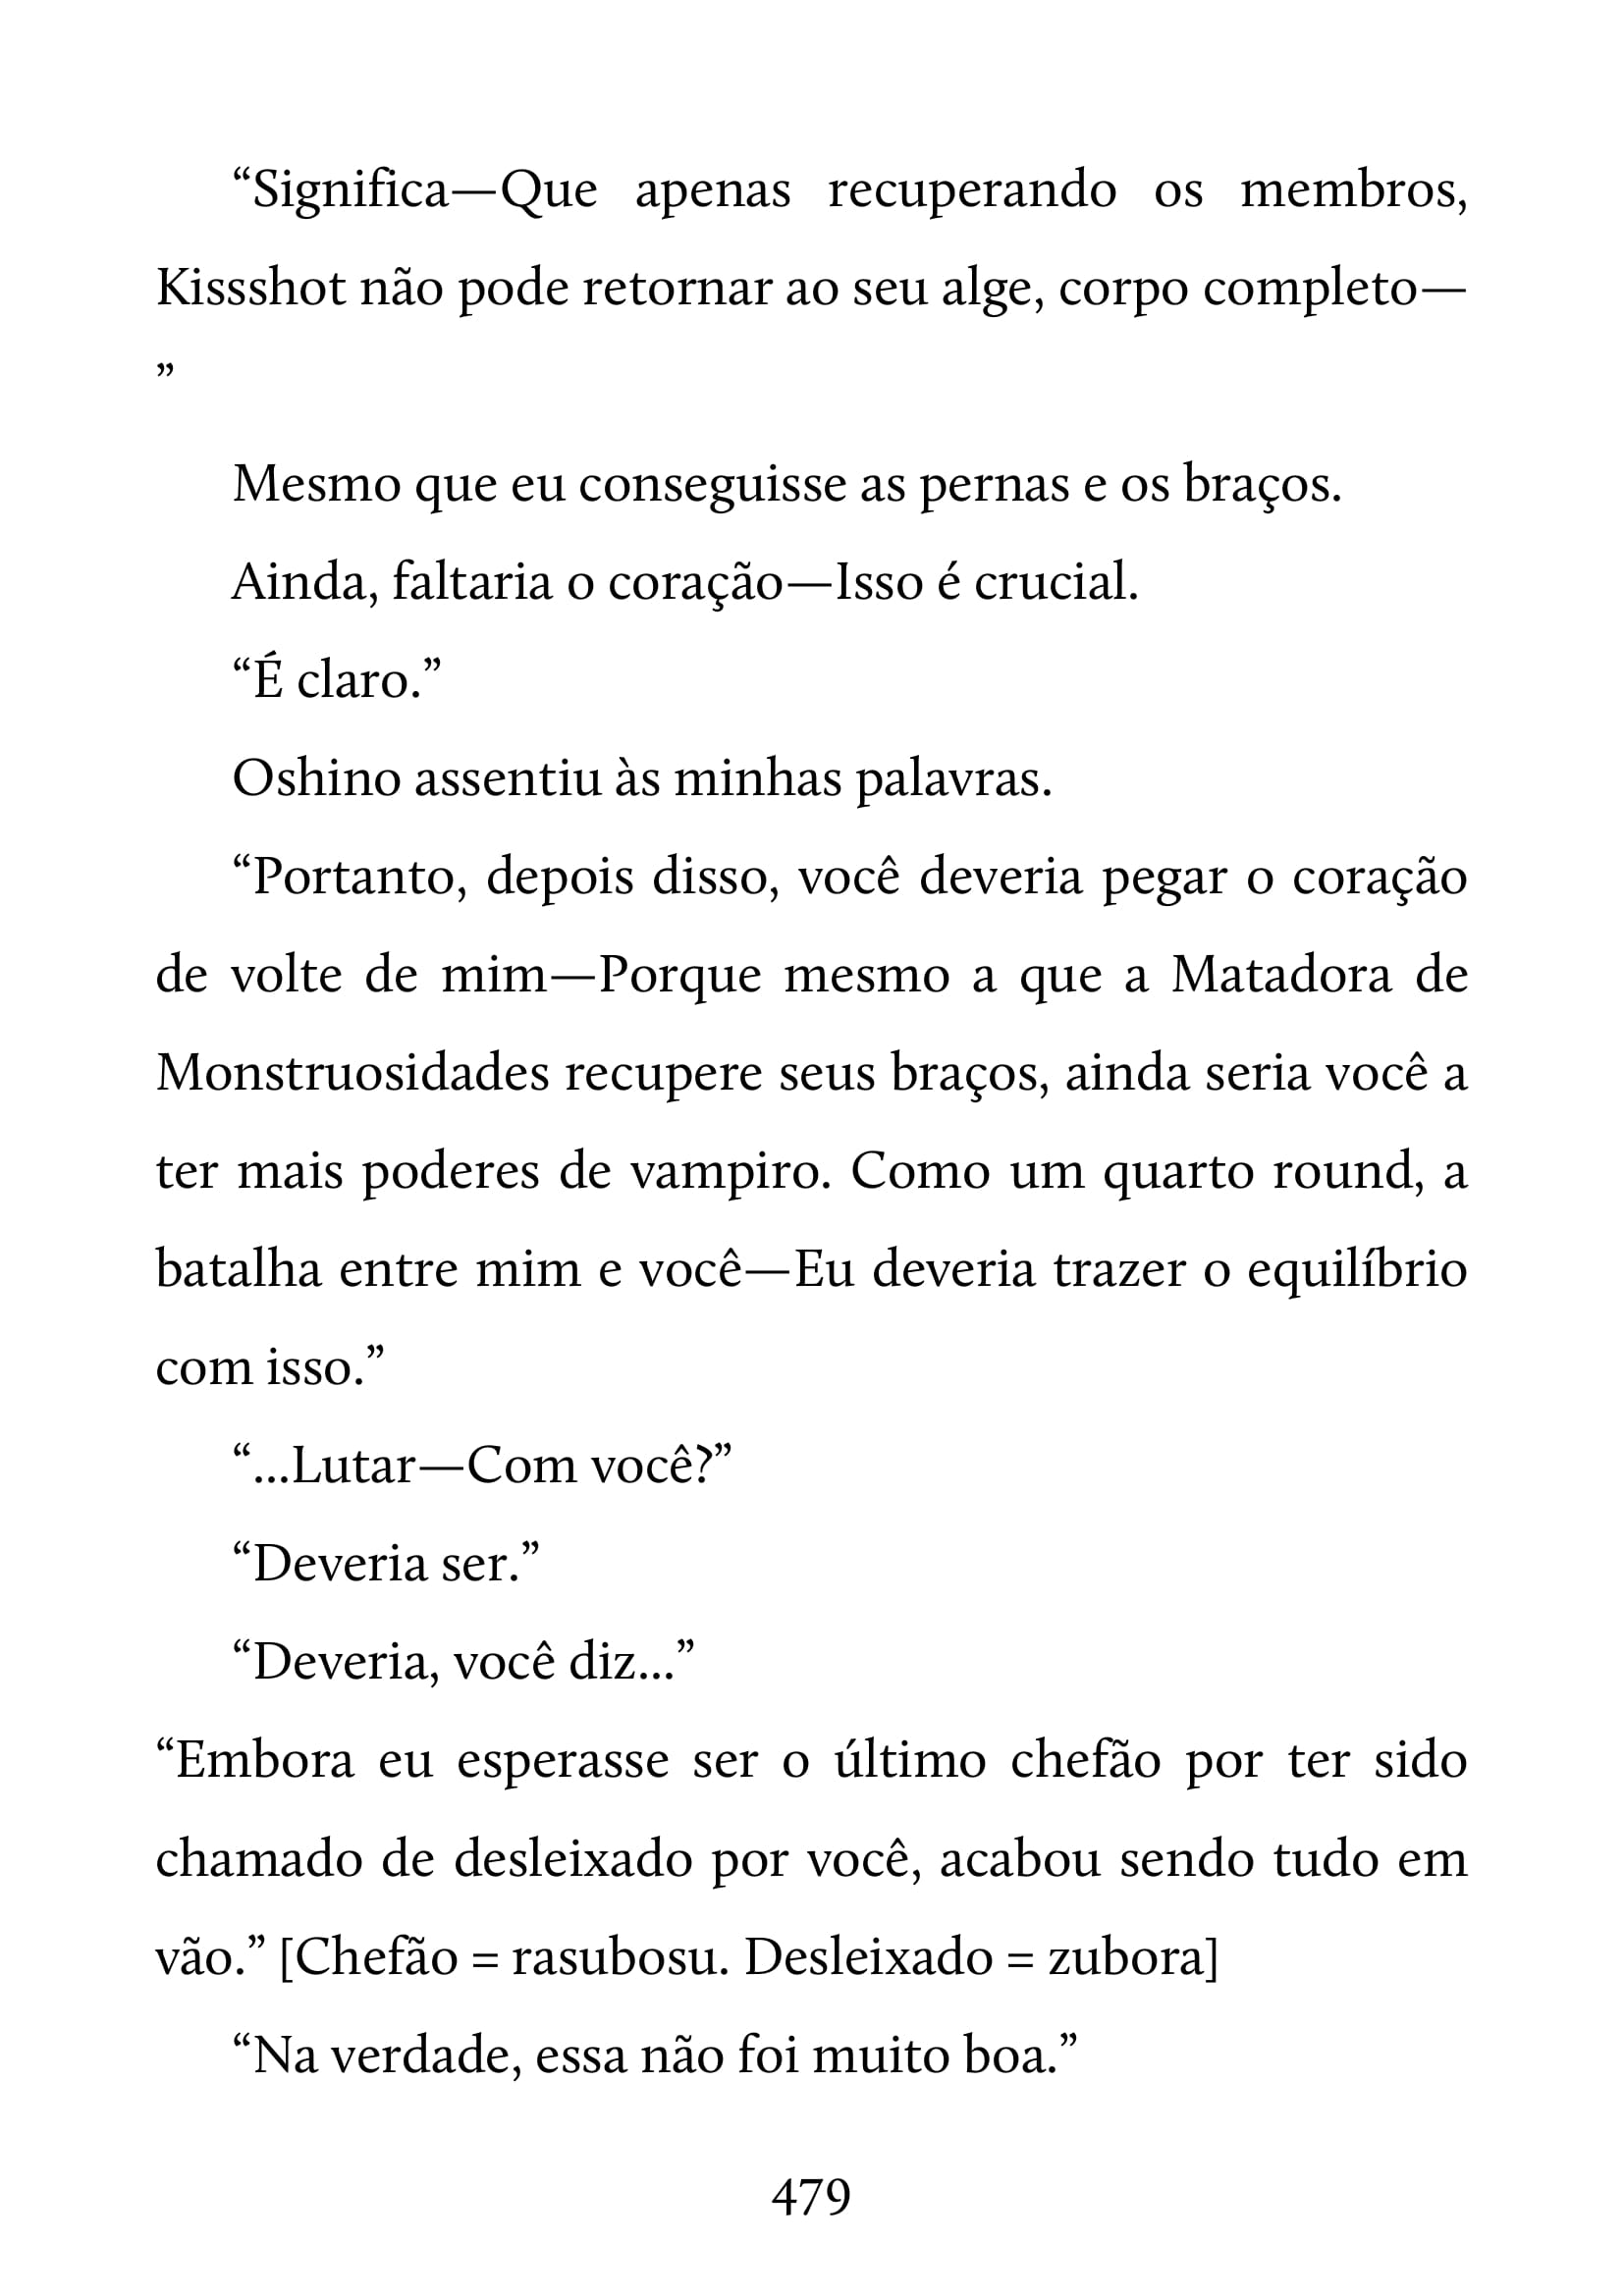 “Significa—Que apenas recuperando os membros,
Kissshot não pode retornar ao seu alge, corpo completo—
”
Mesmo que eu conseguisse as pernas e os braços.
Ainda, faltaria o coração—Isso é crucial.
“É claro.”
Oshino assentiu às minhas palavras.
“Portanto, depois disso, você deveria pegar o coração
de volte de mim—Porque mesmo a que a Matadora de
Monstruosidades recupere seus braços, ainda seria você a
ter mais poderes de vampiro. Como um quarto round, a
batalha entre mim e você—Eu deveria trazer o equilíbrio
com isso.”
“...Lutar—Com você?”
“Deveria ser.”
“Deveria, você diz...”
“Embora eu esperasse ser o último chefão por ter sido
chamado de desleixado por você, acabou sendo tudo em
vão.” [Chefão = rasubosu. Desleixado = zubora]
“Na verdade, essa não foi muito boa.”
479